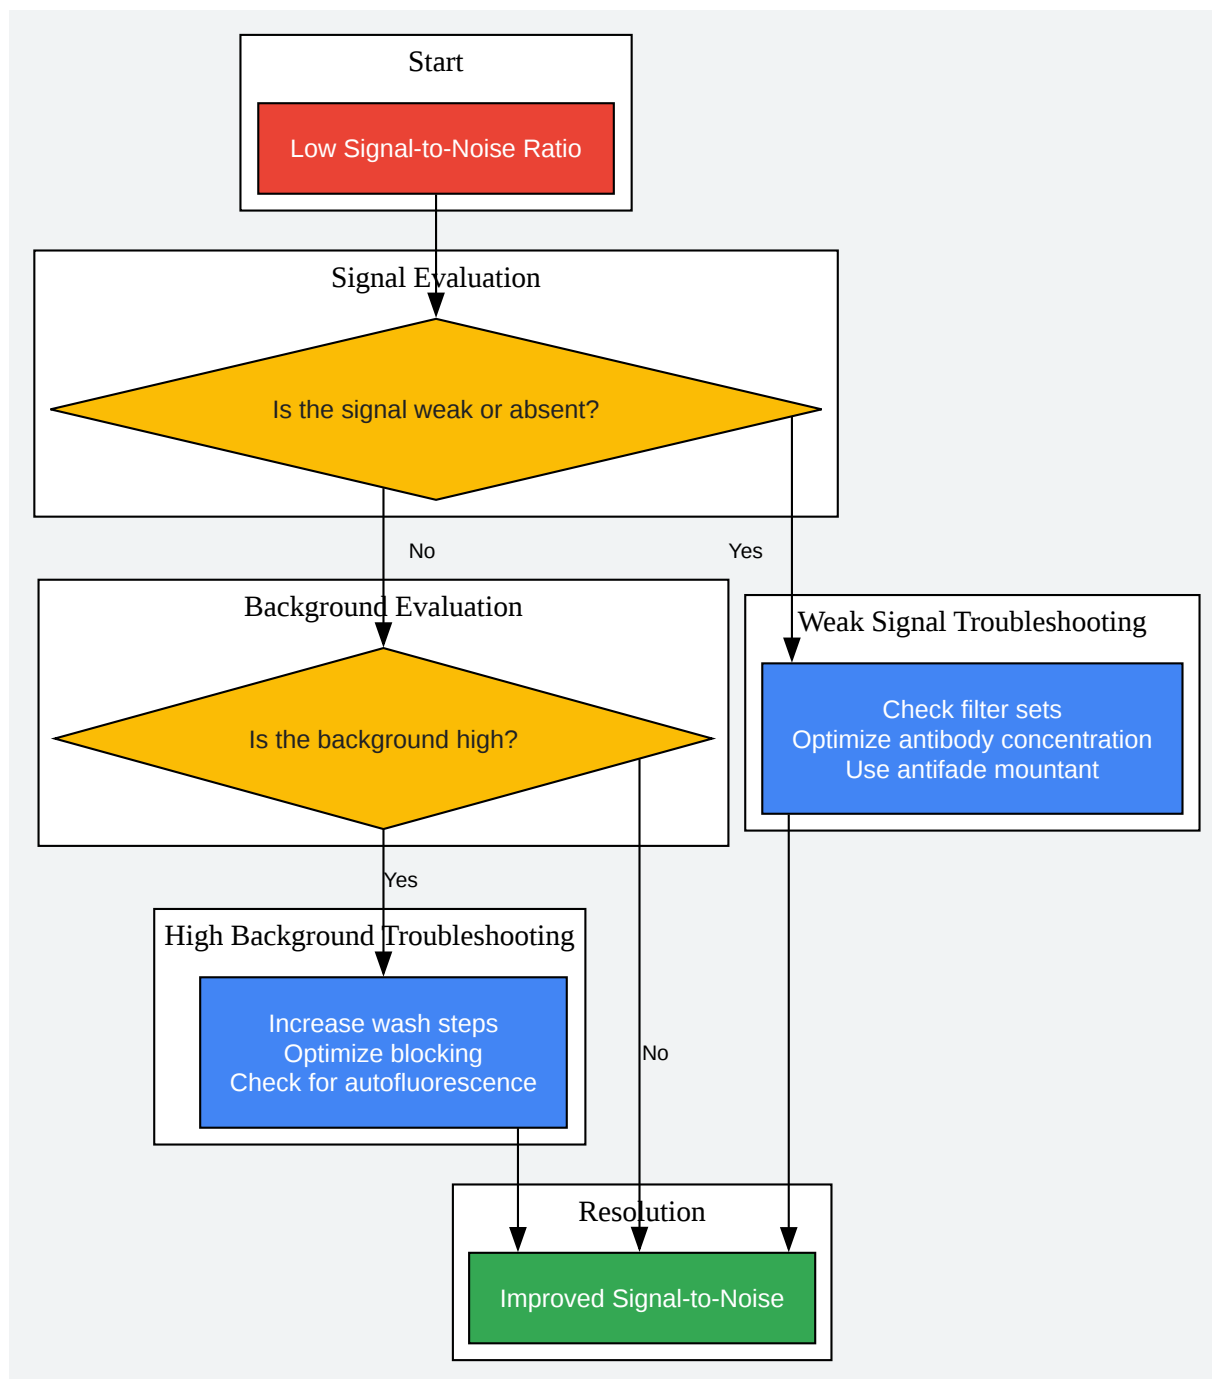 Start
Low Signal-to-Noise Ratio
Signal Evaluation
Is the signal weak or absent?
No
Yes
Background Evaluation
Is the background high?
Weak Signal Troubleshooting
Check filter sets
Optimize antibody concentration
Use antifade mountant
Yes
High Background Troubleshooting
Increase wash steps
Optimize blocking
Check for autofluorescence
No
Resolution
Improved Signal-to-Noise